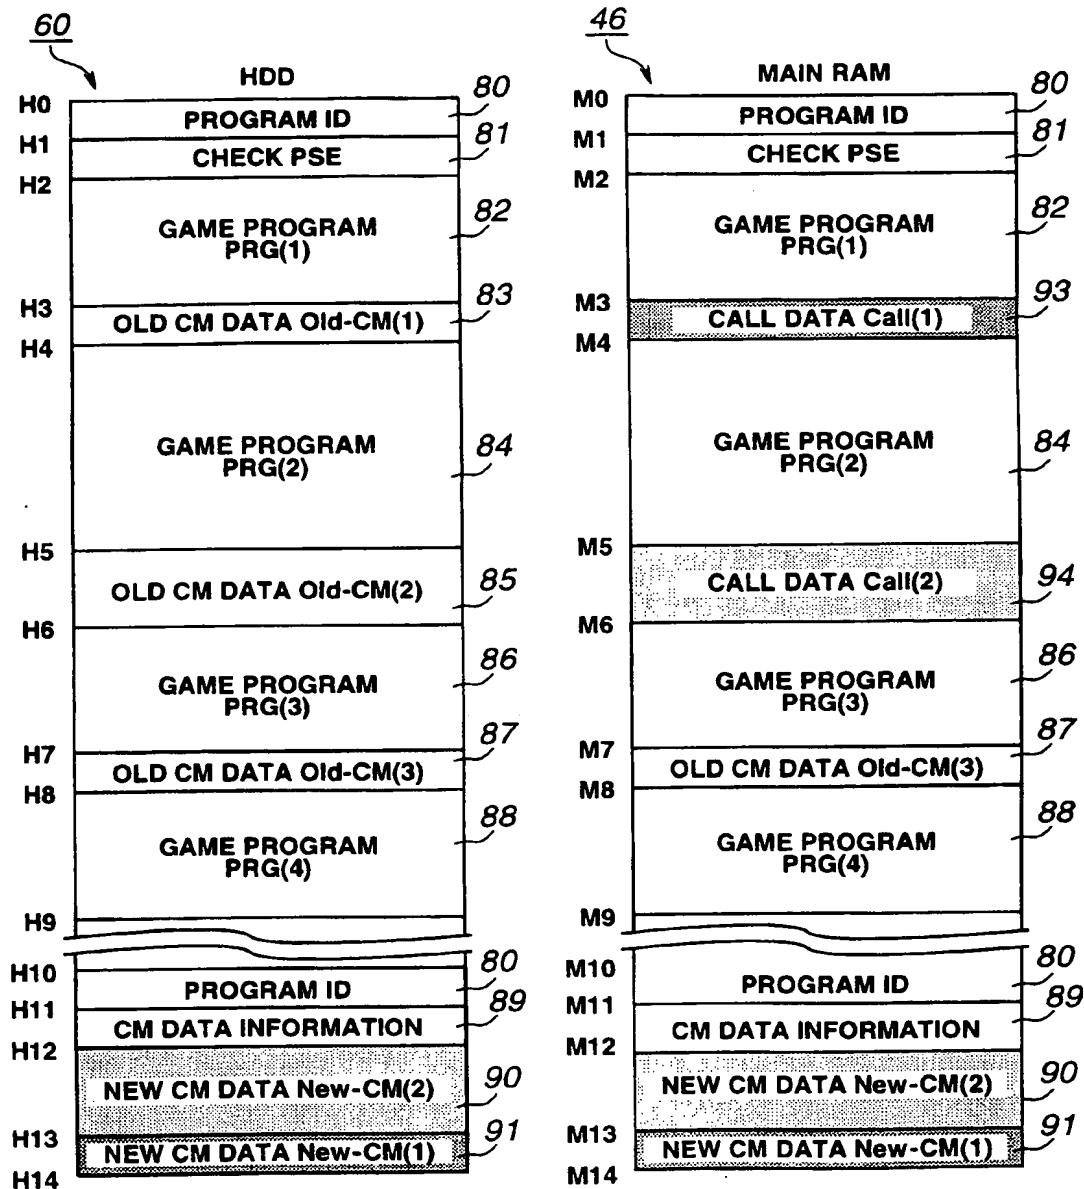 60
HDD
H0
PROGRAM ID
80
H1
CHECK PSE
81
H2
GAME PROGRAM
PRG(1)
82
H3
OLD CM DATA Old-CM(1)
83
H4
GAME PROGRAM
PRG(2)
84
H5
OLD CM DATA Old-CM(2)
85
H6
GAME PROGRAM
PRG(3)
86
H7
OLD CM DATA Old-CM(3)
87
H8
GAME PROGRAM
PRG(4)
88
H9
H10
PROGRAM ID
80
H11
CM DATA INFORMATION
89
H12
NEW CM DATA New-CM(2)
90
H13
NEW CM DATA New-CM(1)
91
H14
46
MAIN RAM
M0
PROGRAM ID
80
M1
CHECK PSE
81
M2
GAME PROGRAM
PRG(1)
82
M3
CALL DATA Call(1)
93
M4
GAME PROGRAM
PRG(2)
84
M5
CALL DATA Call(2)
94
M6
GAME PROGRAM
PRG(3)
86
M7
OLD CM DATA Old-CM(3)
87
M8
GAME PROGRAM
PRG(4)
88
M9
M10
PROGRAM ID
80
M11
CM DATA INFORMATION
89
M12
NEW CM DATA New-CM(2)
90
M13
NEW CM DATA New-CM(1)
91
M14